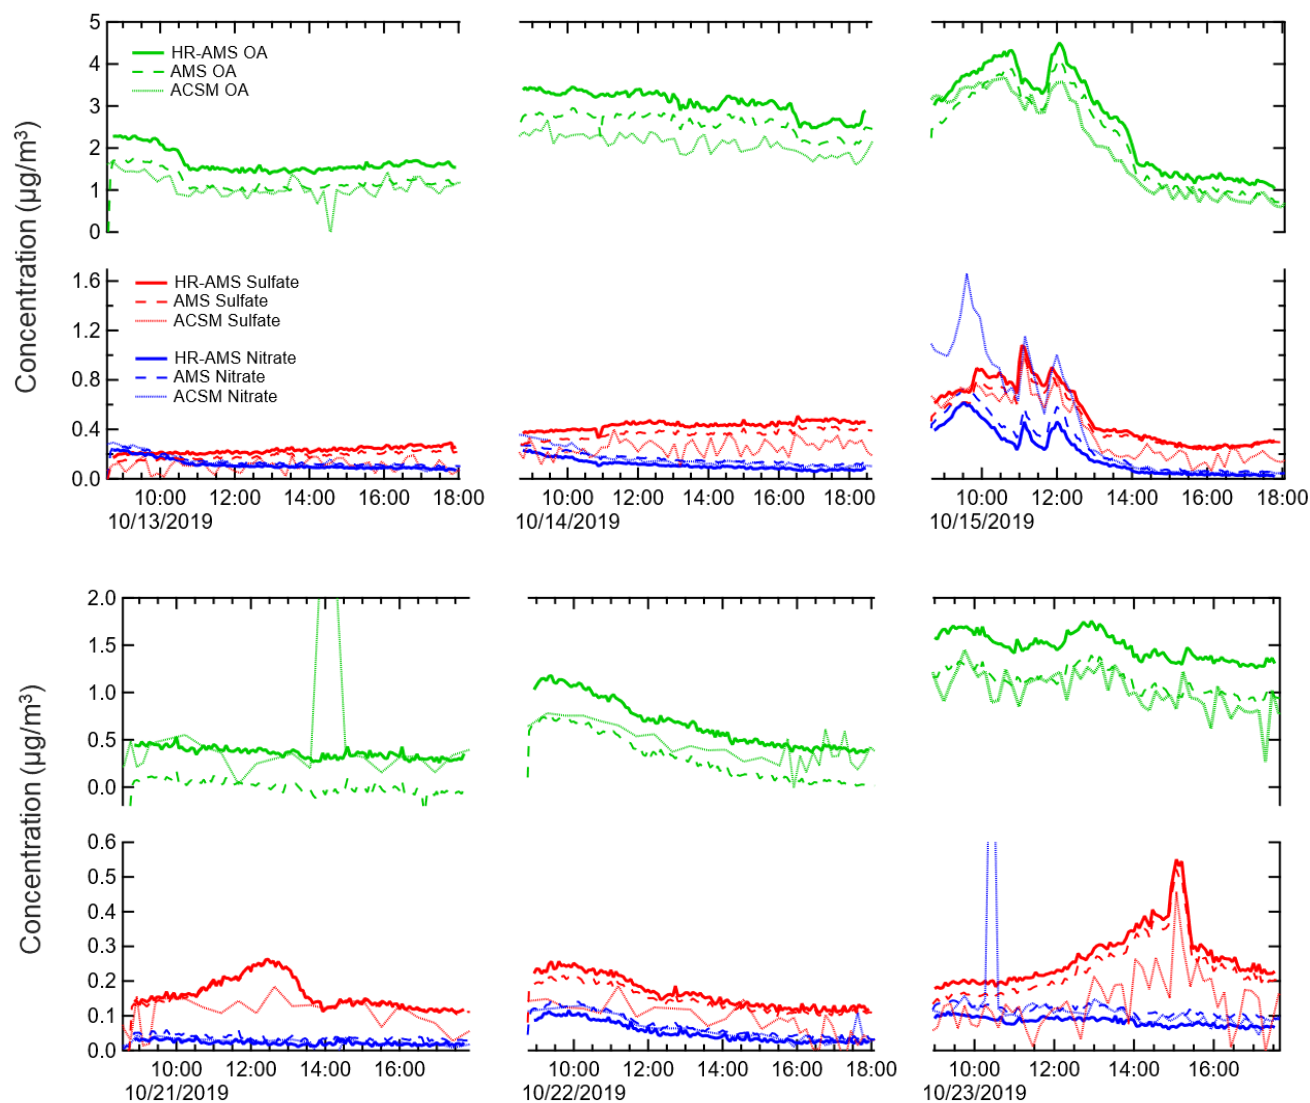 5
4
3
2
1
0
HR-AMS OA
AMS OA
ACSM OA
Concentration (µg/m³)
1.6
1.2
0.8
0.4
0.0
HR-AMS Sulfate
AMS Sulfate
ACSM Sulfate
HR-AMS Nitrate
AMS Nitrate
ACSM Nitrate
10:00 12:00 14:00 16:00 18:00
10/13/2019
10:00 12:00 14:00 16:00 18:00
10/14/2019
10:00 12:00 14:00 16:00 18:00
10/15/2019
2.0
1.5
1.0
0.5
0.0
Concentration (µg/m³)
0.6
0.5
0.4
0.3
0.2
0.1
0.0
10:00 12:00 14:00 16:00
10/21/2019
10:00 12:00 14:00 16:00 18:00
10/22/2019
10:00 12:00 14:00 16:00
10/23/2019